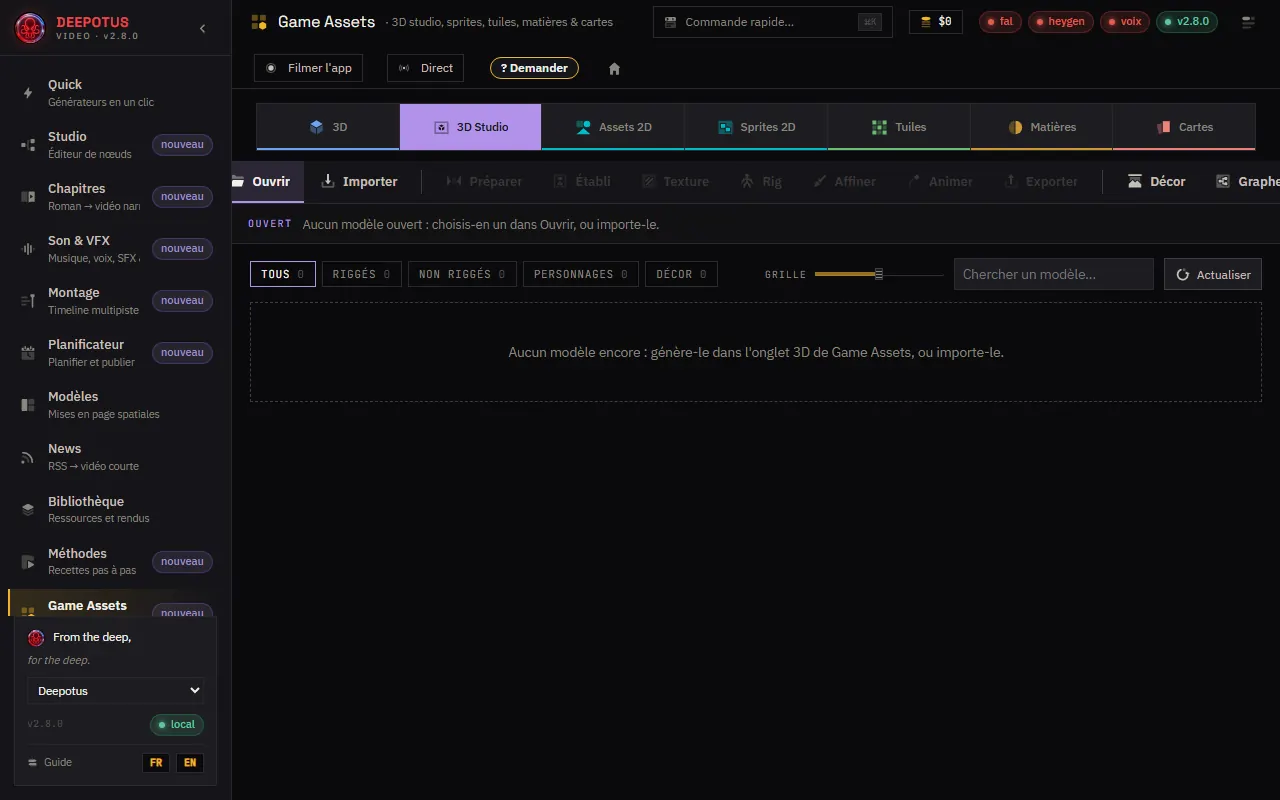 DEEPOTUS
VIDEO · v2.8.0
Quick
Générateurs en un clic
Studio
Éditeur de nœuds
nouveau
Chapitres
Roman → vidéo narr
nouveau
Son & VFX
Musique, voix, SFX
nouveau
Montage
Timeline multipiste
nouveau
Planificateur
Planifier et publier
nouveau
Modèles
Mises en page spatiales
News
RSS → vidéo courte
Bibliothèque
Ressources et rendus
Méthodes
Recettes pas à pas
nouveau
Game Assets
nouveau
From the deep,
for the deep.
Deepotus
v2.8.0
local
Guide
FR
EN
Game Assets · 3D studio, sprites, tuiles, matières & cartes
Commande rapide...
⌘K
$0
fal
heygen
voix
v2.8.0
Filmer l'app
Direct
? Demander
3D
3D Studio
Assets 2D
Sprites 2D
Tuiles
Matières
Cartes
Ouvrir
Importer
Préparer
Établi
Texture
Rig
Affiner
Animer
Exporter
Décor
Graphe
OUVERT Aucun modèle ouvert : choisis-en un dans Ouvrir, ou importe-le.
TOUS 0
RIGGÉS 0
NON RIGGÉS 0
PERSONNAGES 0
DÉCOR 0
GRILLE
Chercher un modèle...
Actualiser
Aucun modèle encore : génère-le dans l'onglet 3D de Game Assets, ou importe-le.